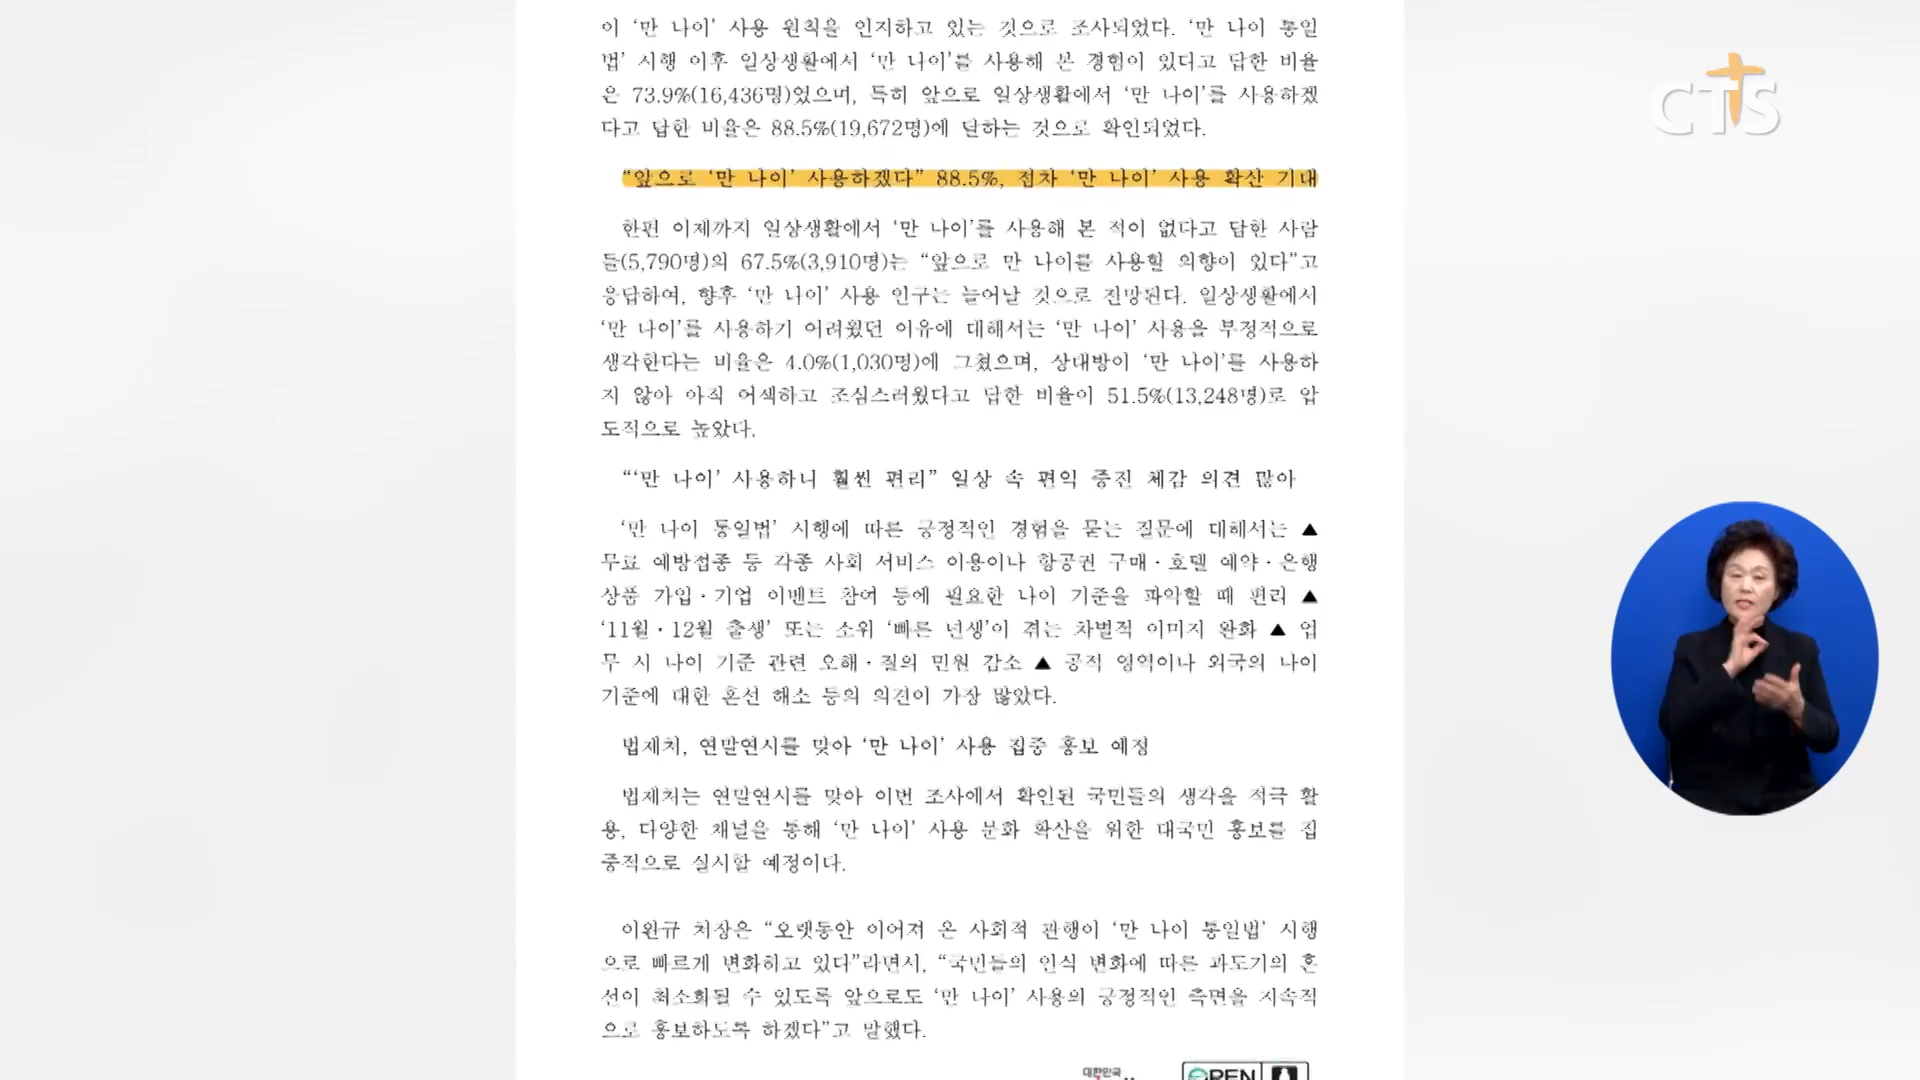 이 ‘만 나이’ 사용 원칙을 인지하고 있는 것으로 조사되었다. ‘만 나이 통일
법’ 시행 이후 일상생활에서 ‘만 나이’를 사용해 본 경험이 있다고 답한 비율
은 73.9%(16,436명)였으며, 특히 앞으로 일상생활에서 ‘만 나이’를 사용하겠
다고 답한 비율은 88.5%(19,672명)에 달하는 것으로 확인되었다.
“앞으로 ‘만 나이’ 사용하겠다” 88.5%, 점차 ‘만 나이’ 사용 확산 기대
한편 이제까지 일상생활에서 ‘만 나이’를 사용해 본 적이 없다고 답한 사람
들(5,790명)의 67.5%(3,910명)는 “앞으로 만 나이를 사용할 의향이 있다”고
응답하여, 향후 ‘만 나이’ 사용 인구는 늘어날 것으로 전망된다. 일상생활에서
‘만 나이’를 사용하기 어려웠던 이유에 대해서는 ‘만 나이’ 사용을 부정적으로
생각한다는 비율은 4.0%(1,030명)에 그쳤으며, 상대방이 ‘만 나이’를 사용하
지 않아 아직 어색하고 조심스러웠다고 답한 비율이 51.5%(13,248명)로 압
도적으로 높았다.
“‘만 나이’ 사용하니 훨씬 편리” 일상 속 편익 증진 체감 의견 많아
‘만 나이 통일법’ 시행에 따른 긍정적인 경험을 묻는 질문에 대해서는 ▲
무료 예방접종 등 각종 사회 서비스 이용이나 항공권 구매·호텔 예약·은행
상품 가입·기업 이벤트 참여 등에 필요한 나이 기준을 파악할 때 편리 ▲
‘11월·12월 출생’ 또는 소위 ‘빠른 년생’이 겪는 차별적 이미지 완화 ▲ 업
무 시 나이 기준 관련 오해·질의 민원 감소 ▲ 공적 영역이나 외국의 나이
기준에 대한 혼선 해소 등의 의견이 가장 많았다.
법제처, 연말연시를 맞아 ‘만 나이’ 사용 집중 홍보 예정
법제처는 연말연시를 맞아 이번 조사에서 확인된 국민들의 생각을 적극 활
용, 다양한 채널을 통해 ‘만 나이’ 사용 문화 확산을 위한 대국민 홍보를 집
중적으로 실시할 예정이다.
이완규 처장은 “오랫동안 이어져 온 사회적 관행이 ‘만 나이 통일법’ 시행
으로 빠르게 변화하고 있다”라면서, “국민들의 인식 변화에 따른 과도기의 혼
선이 최소화될 수 있도록 앞으로도 ‘만 나이’ 사용의 긍정적인 측면을 지속적
으로 홍보하도록 하겠다”고 말했다.
대한민국 OPEN
CTS